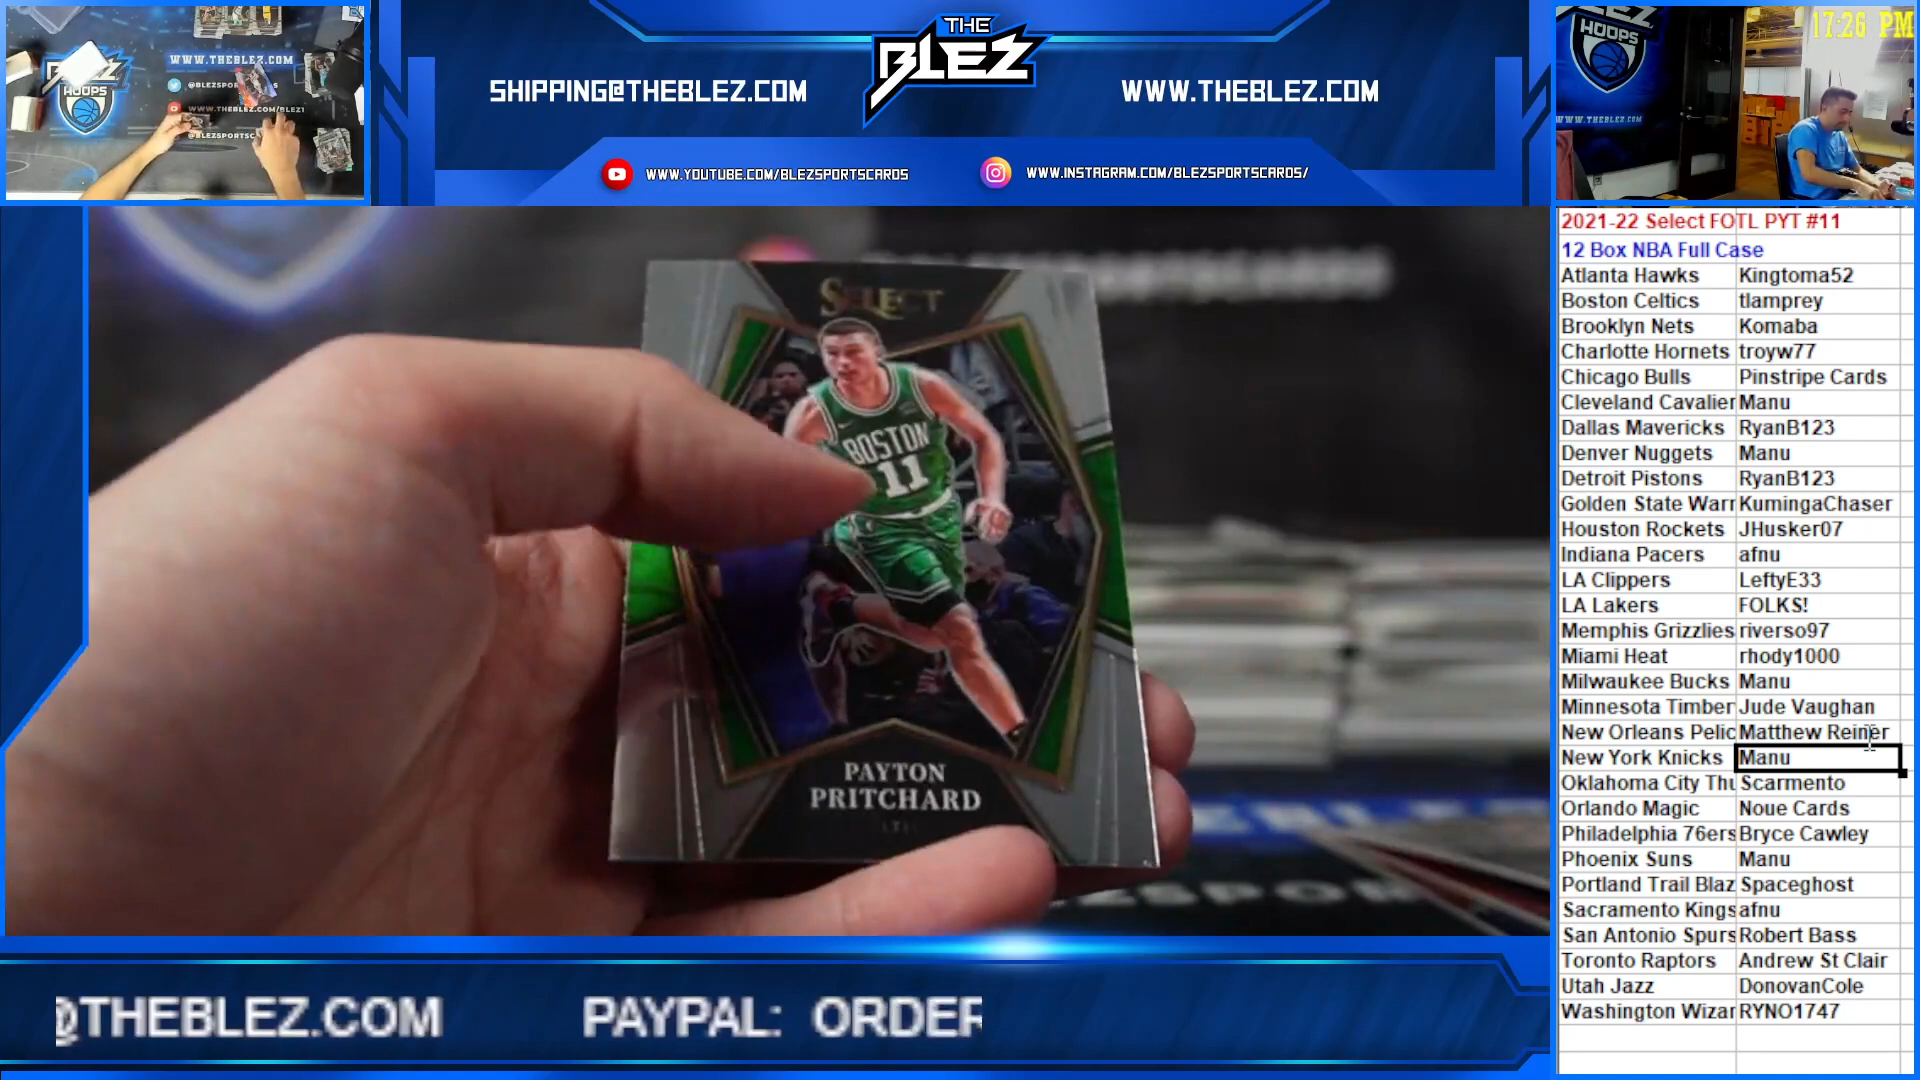 WWW.THEBLEZ.COM
WWW.THEBLEZ.COM/BLEZ1
HOOPS
SHIPPING@THEBLEZ.COM
THE
BLEZ
WWW.THEBLEZ.COM
WWW.YOUTUBE.COM/BLEZSPORTSCARDS
WWW.INSTAGRAM.COM/BLEZSPORTSCARDS/
HOOPS
WWW.THEBLEZ.COM
17:26 PM
SELECT
BOSTON
11
PAYTON
PRITCHARD
2021-22 Select FOTL PYT #11
12 Box NBA Full Case
Atlanta Hawks Kingtoma52
Boston Celtics tlamprey
Brooklyn Nets Komaba
Charlotte Hornets troyw77
Chicago Bulls Pinstripe Cards
Cleveland Cavalier Manu
Dallas Mavericks RyanB123
Denver Nuggets Manu
Detroit Pistons RyanB123
Golden State Warr KumingaChaser
Houston Rockets JHusker07
Indiana Pacers afnu
LA Clippers LeftyE33
LA Lakers FOLKS!
Memphis Grizzlies riverso97
Miami Heat rhody1000
Milwaukee Bucks Manu
Minnesota Timber Jude Vaughan
New Orleans Pelic Matthew Reiner
New York Knicks Manu
Oklahoma City Thu Scarmento
Orlando Magic Noue Cards
Philadelphia 76ers Bryce Cawley
Phoenix Suns Manu
Portland Trail Blaz Spaceghost
Sacramento Kings afnu
San Antonio Spurs Robert Bass
Toronto Raptors Andrew St Clair
Utah Jazz DonovanCole
Washington Wizar RYNO1747
@THEBLEZ.COM PAYPAL: ORDER